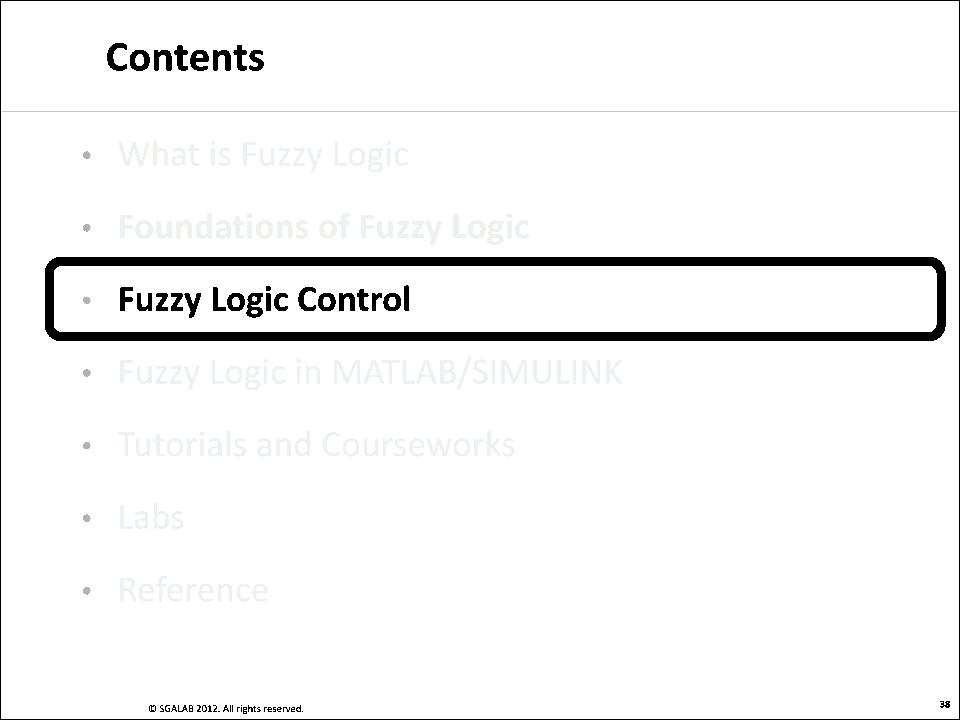 Contents
• What is Fuzzy Logic
• Foundations of Fuzzy Logic
• Fuzzy Logic Control
• Fuzzy Logic in MATLAB/SIMULINK
• Tutorials and Courseworks
• Labs
• Reference
© SGALAB 2012. All rights reserved.
38